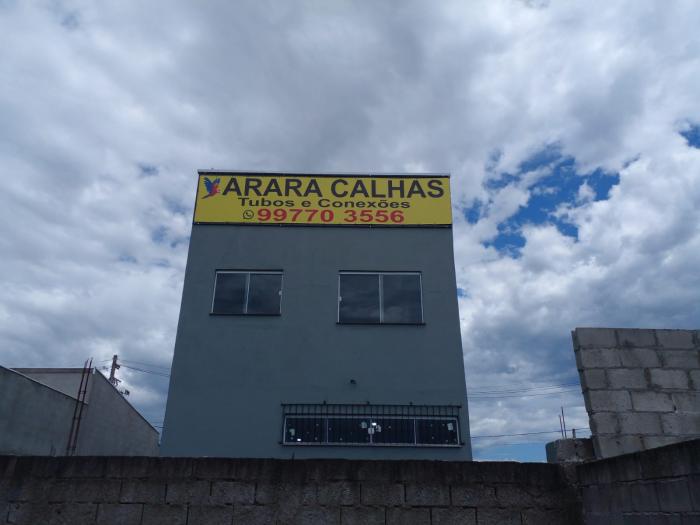 ARARA CALHAS
Tubos e Conexões
99770 3556